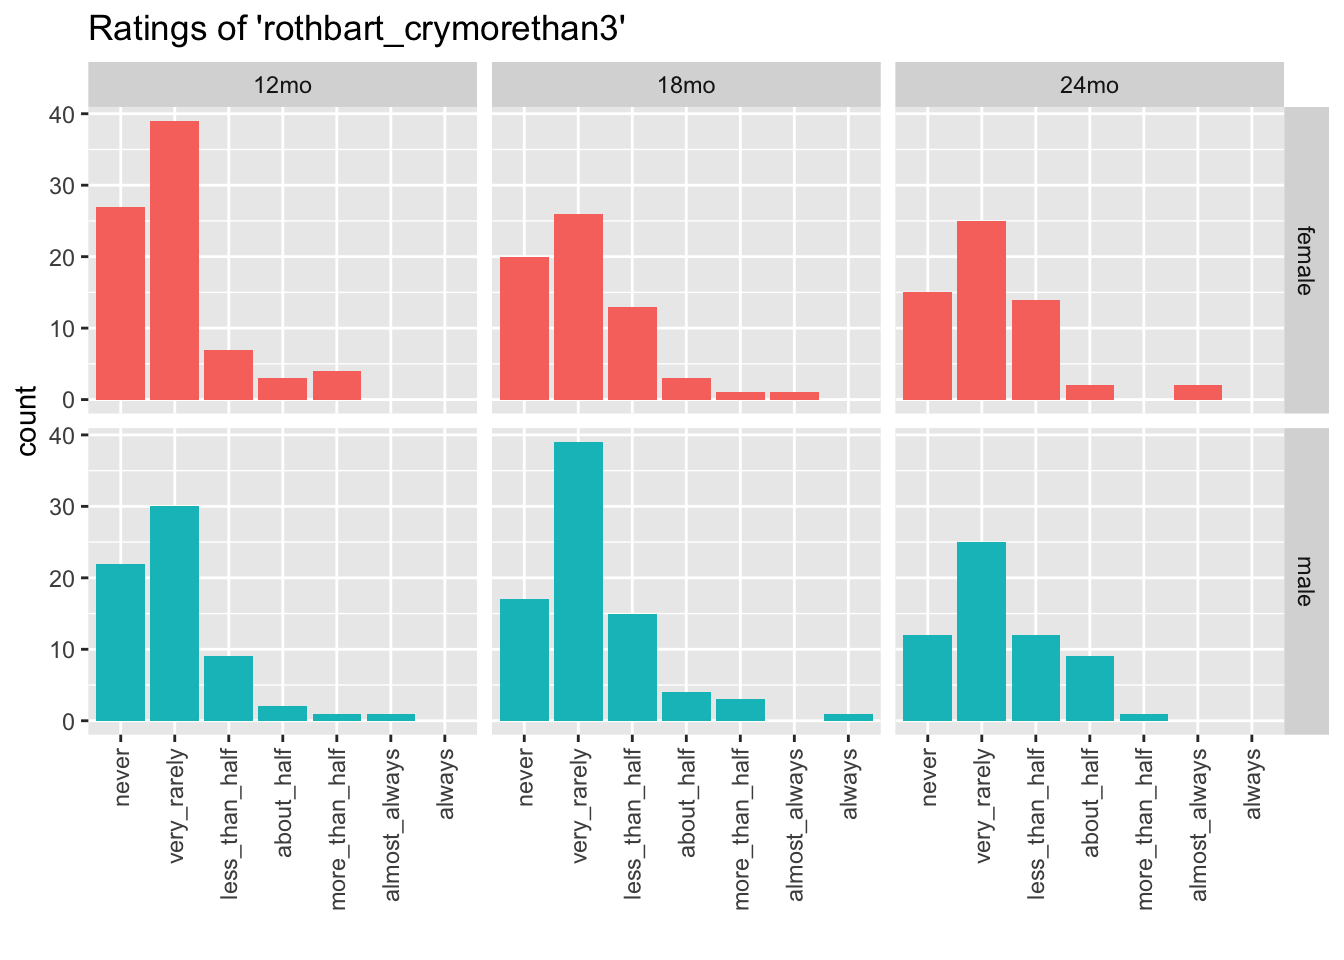 Ratings of 'rothbart_crymorethan3'
12mo
18mo
24mo
count
40
30
20
10
0
female
40
30
20
10
0
male
never
very_rarely
less_than_half
about_half
more_than_half
almost_always
always
never
very_rarely
less_than_half
about_half
more_than_half
almost_always
always
never
very_rarely
less_than_half
about_half
more_than_half
almost_always
always